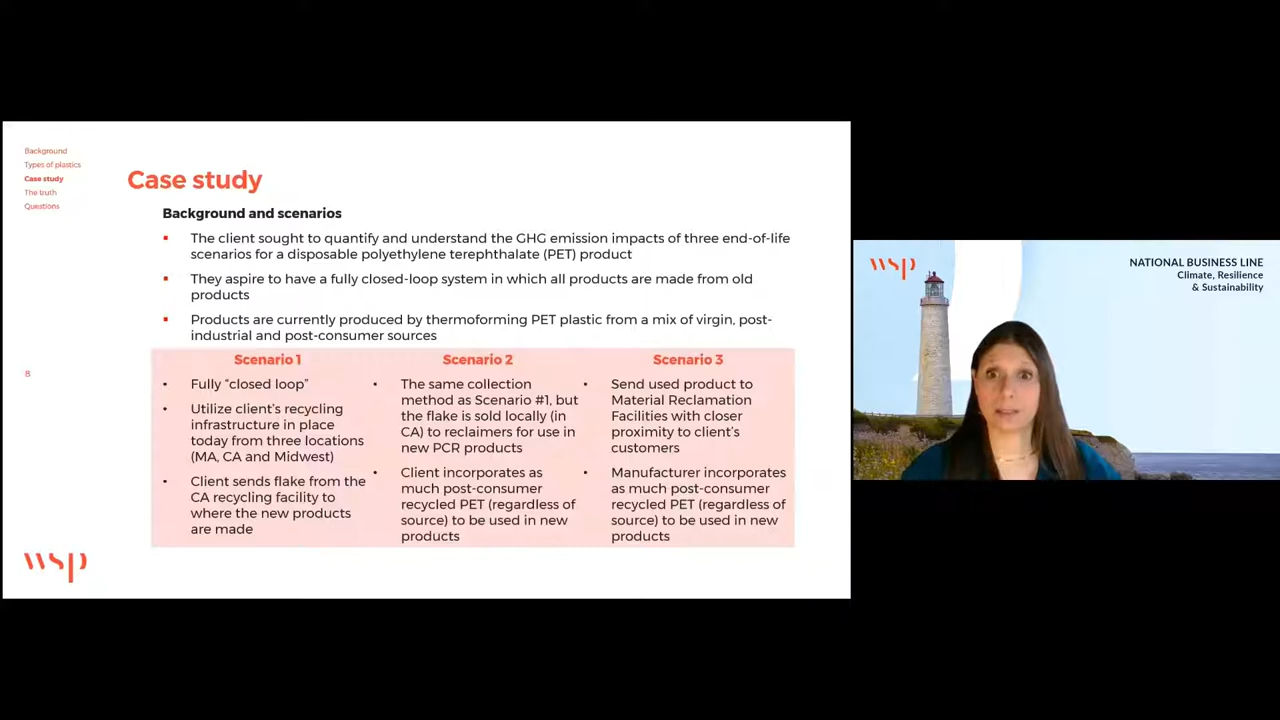 Background
Types of plastics
Case study
The truth
Questions
Case study
Background and scenarios
The client sought to quantify and understand the GHG emission impacts of three end-of-life
scenarios for a disposable polyethylene terephthalate (PET) product
They aspire to have a fully closed-loop system in which all products are made from old
products
Products are currently produced by thermoforming PET plastic from a mix of virgin, post-
industrial and post-consumer sources
Scenario 1
Fully “closed loop”
Utilize client’s recycling
infrastructure in place
today from three locations
(MA, CA and Midwest)
Client sends flake from the
CA recycling facility to
where the new products
are made
Scenario 2
The same collection
method as Scenario #1, but
the flake is sold locally (in
CA) to reclaimers for use in
new PCR products
Client incorporates as
much post-consumer
recycled PET (regardless of
source) to be used in new
products
Scenario 3
Send used product to
Material Reclamation
Facilities with closer
proximity to client’s
customers
Manufacturer incorporates
as much post-consumer
recycled PET (regardless of
source) to be used in new
products
8
wsp
wsp
NATIONAL BUSINESS LINE
Climate, Resilience
& Sustainability